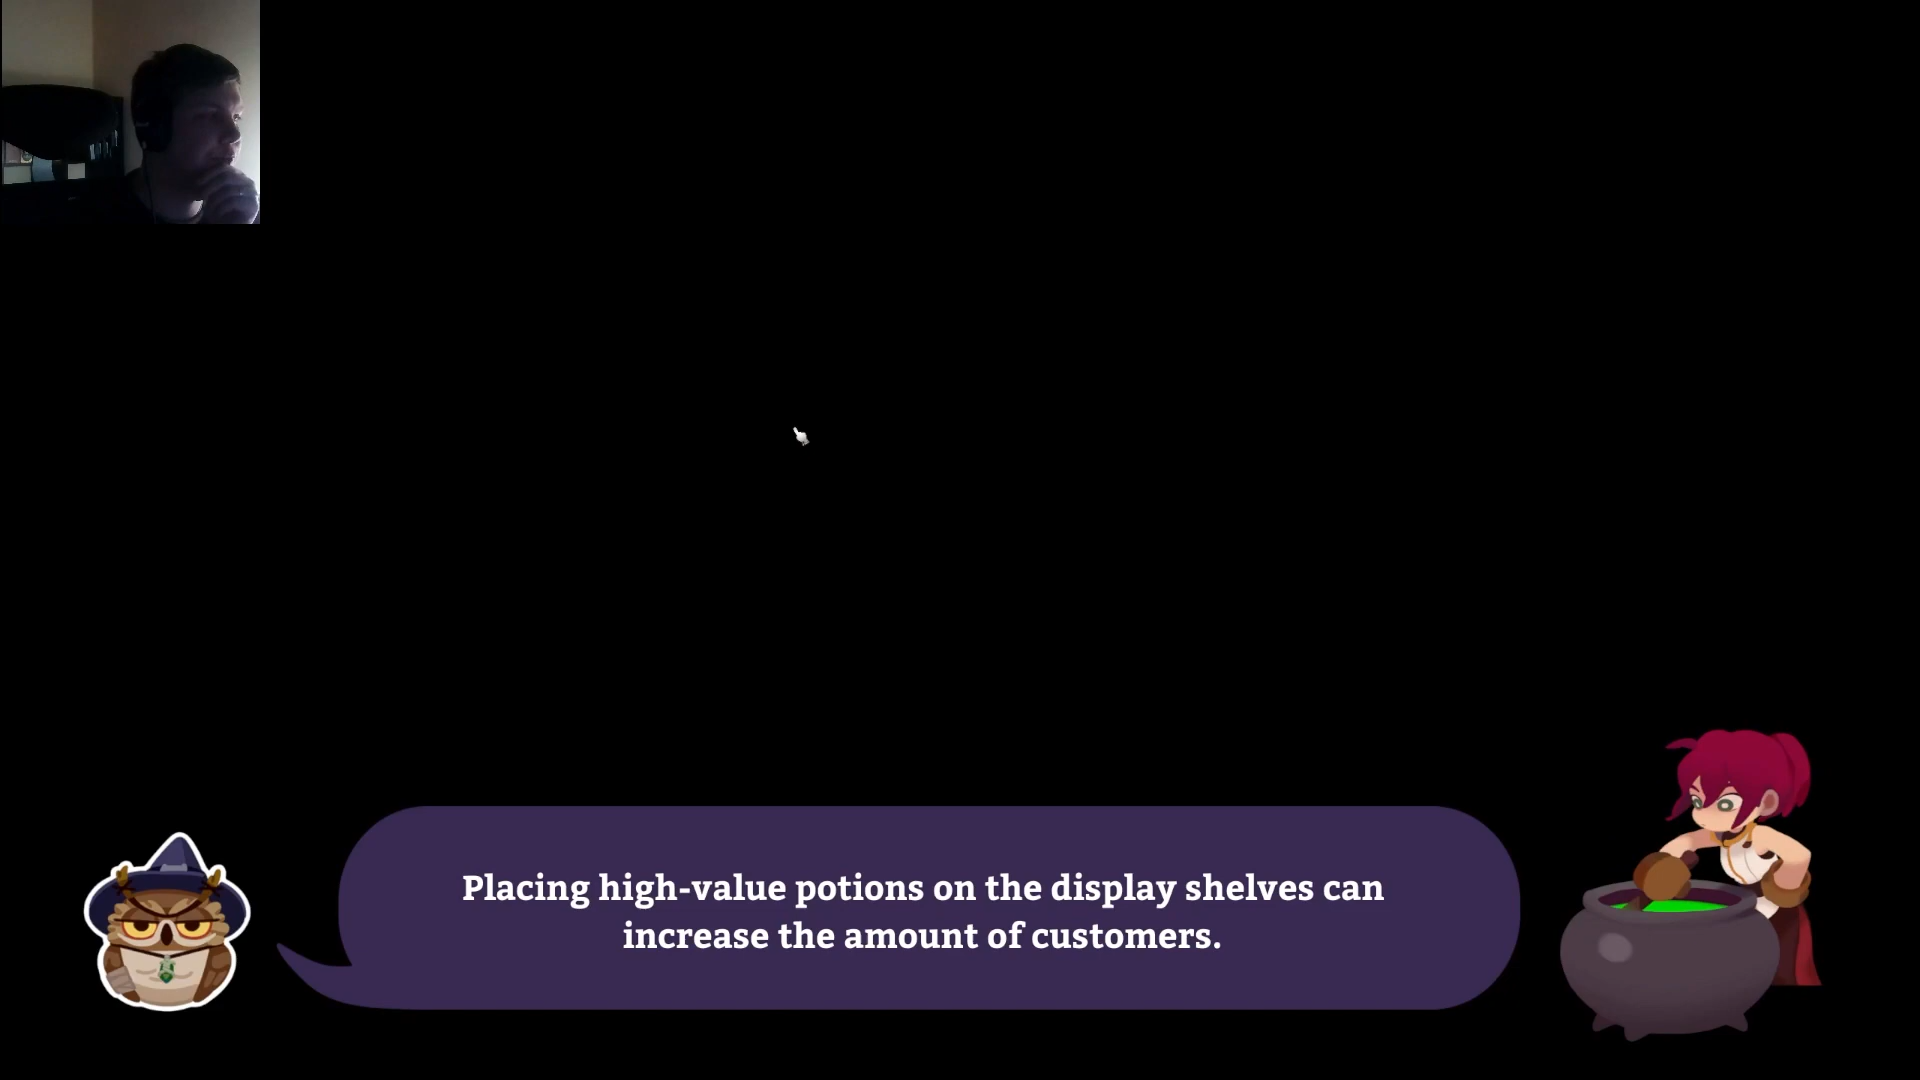 Placing high-value potions on the display shelves can
increase the amount of customers.